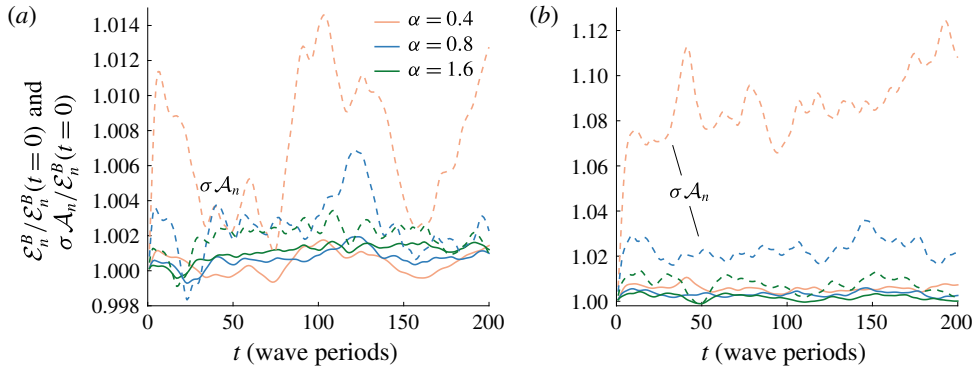 (a)
1.014
1.012
1.010
1.008
1.006
1.004
1.002
1.000
0.998
ℰₙᴮ/ℰₙᴮ(t = 0) and
σ𝒜ₙ/ℰₙᴮ(t = 0)
α = 0.4
α = 0.8
α = 1.6
σ𝒜ₙ
0 50 100 150 200
t (wave periods)
(b)
1.12
1.10
1.08
1.06
1.04
1.02
1.00
σ𝒜ₙ
0 50 100 150 200
t (wave periods)